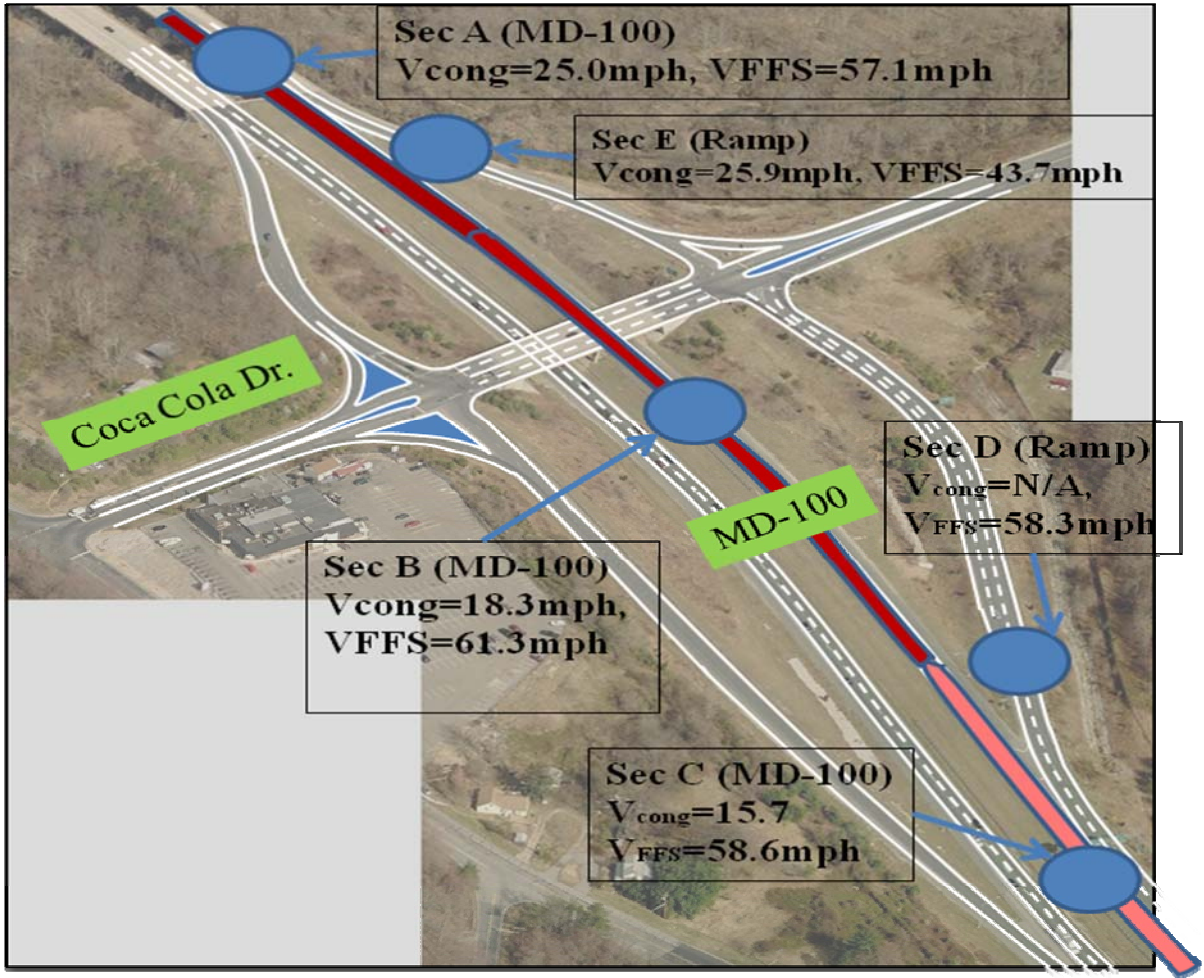 Sec A (MD-100)
Vcong=25.0mph, VFFS=57.1mph
Sec E (Ramp)
Vcong=25.9mph, VFFS=43.7mph
Coca Cola Dr.
Sec D (Ramp)
Vcong=N/A,
VFFS=58.3mph
MD-100
Sec B (MD-100)
Vcong=18.3mph,
VFFS=61.3mph
Sec C (MD-100)
Vcong=15.7
VFFS=58.6mph